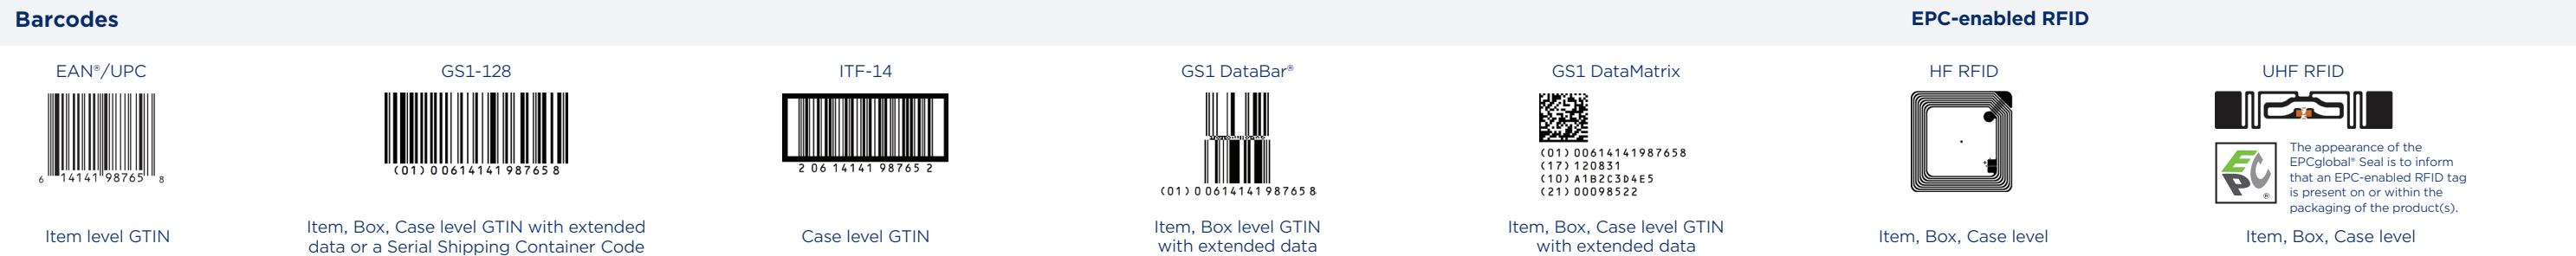 Barcodes
EPC-enabled RFID
EAN®/UPC
6 14141 98765 8
Item level GTIN
GS1-128
(01) 0 0614141 98765 8
Item, Box, Case level GTIN with extended
data or a Serial Shipping Container Code
ITF-14
2 06 14141 98765 2
Case level GTIN
GS1 DataBar®
(01) 0 0614141 98765 8
Item, Box level GTIN
with extended data
GS1 DataMatrix
(01) 00614141987658
(17) 120831
(10) A1B2C3D4E5
(21) 00098522
Item, Box, Case level GTIN
with extended data
HF RFID
Item, Box, Case level
UHF RFID
EPC®
The appearance of the
EPCglobal® Seal is to inform
that an EPC-enabled RFID tag
is present on or within the
packaging of the product(s).
Item, Box, Case level